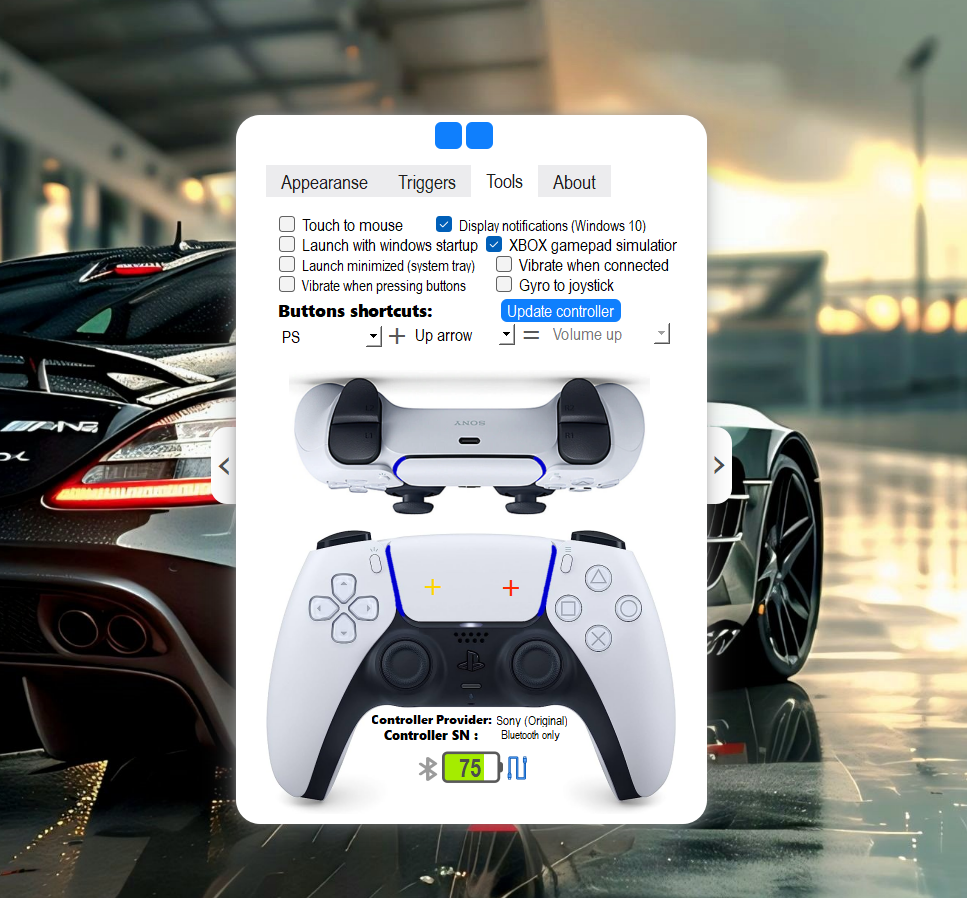 Appearanse Triggers Tools About
Touch to mouse Display notifications (Windows 10)
Launch with windows startup XBOX gamepad simulatior
Launch minimized (system tray) Vibrate when connected
Vibrate when pressing buttons Gyro to joystick
Buttons shortcuts: Update controller
PS + Up arrow = Volume up
SONY
L1 R1
Controller Provider: Sony (Original)
Controller SN : Bluetooth only
75